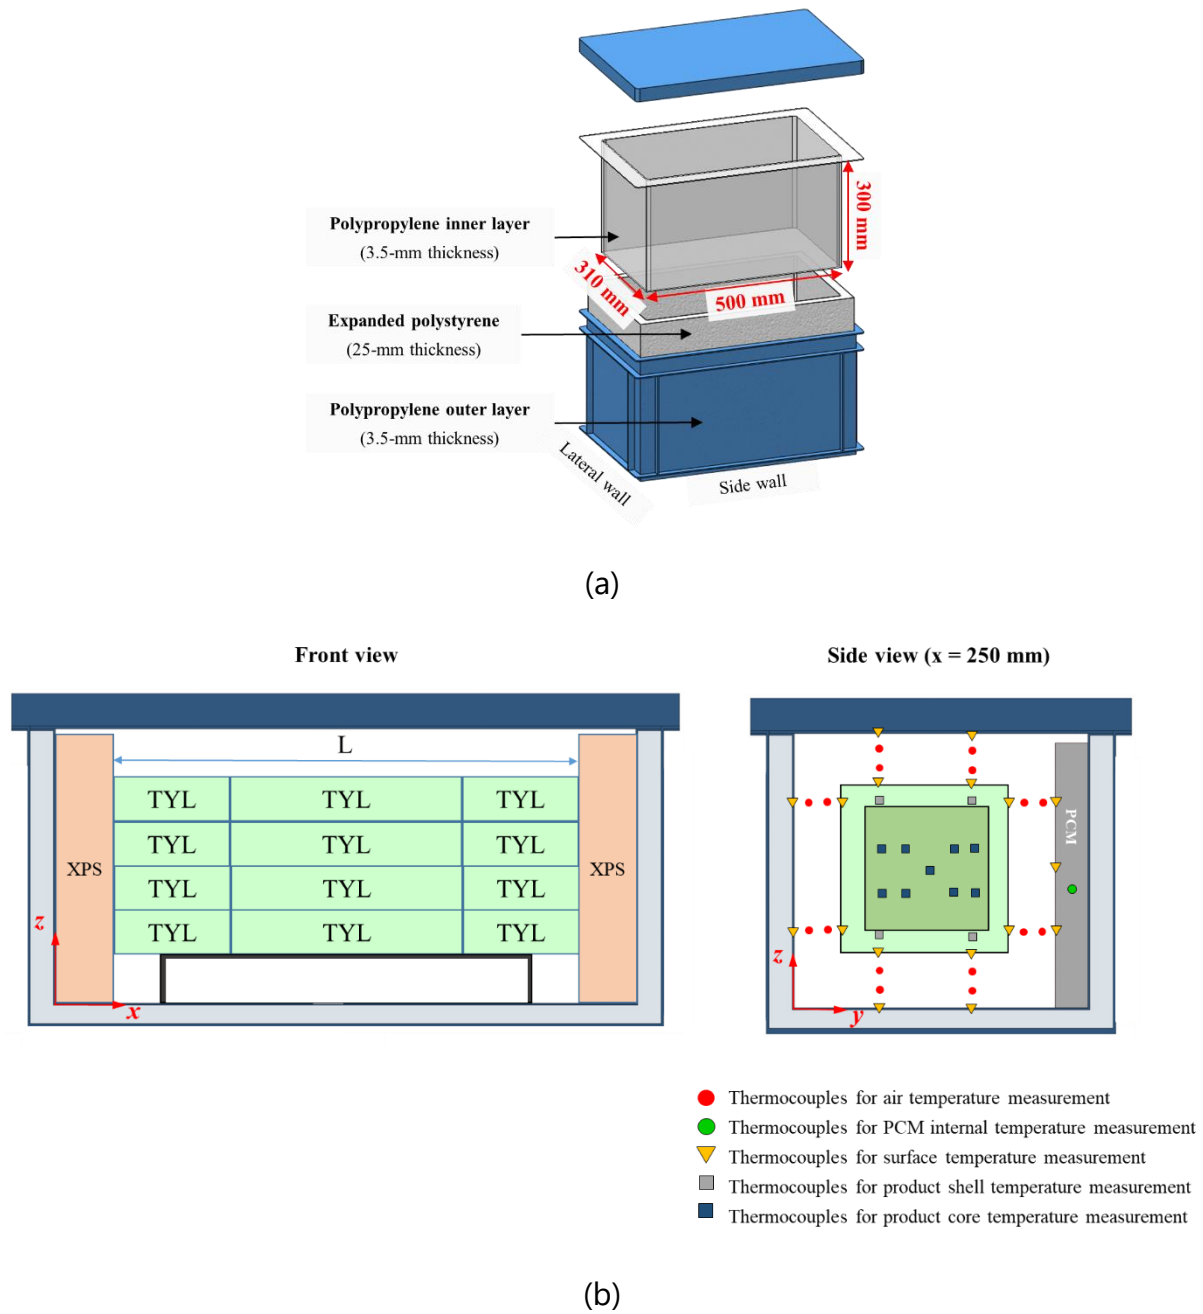 300 mm
Polypropylene inner layer
(3.5-mm thickness)
310 mm
500 mm
Expanded polystyrene
(25-mm thickness)
Polypropylene outer layer
(3.5-mm thickness)
Lateral wall
Side wall
(a)
Front view
Side view (x = 250 mm)
L
TYL TYL TYL
TYL TYL TYL
XPS XPS
TYL TYL TYL
TYL TYL TYL
z
x
PCM
z
y
Thermocouples for air temperature measurement
Thermocouples for PCM internal temperature measurement
Thermocouples for surface temperature measurement
Thermocouples for product shell temperature measurement
Thermocouples for product core temperature measurement
(b)